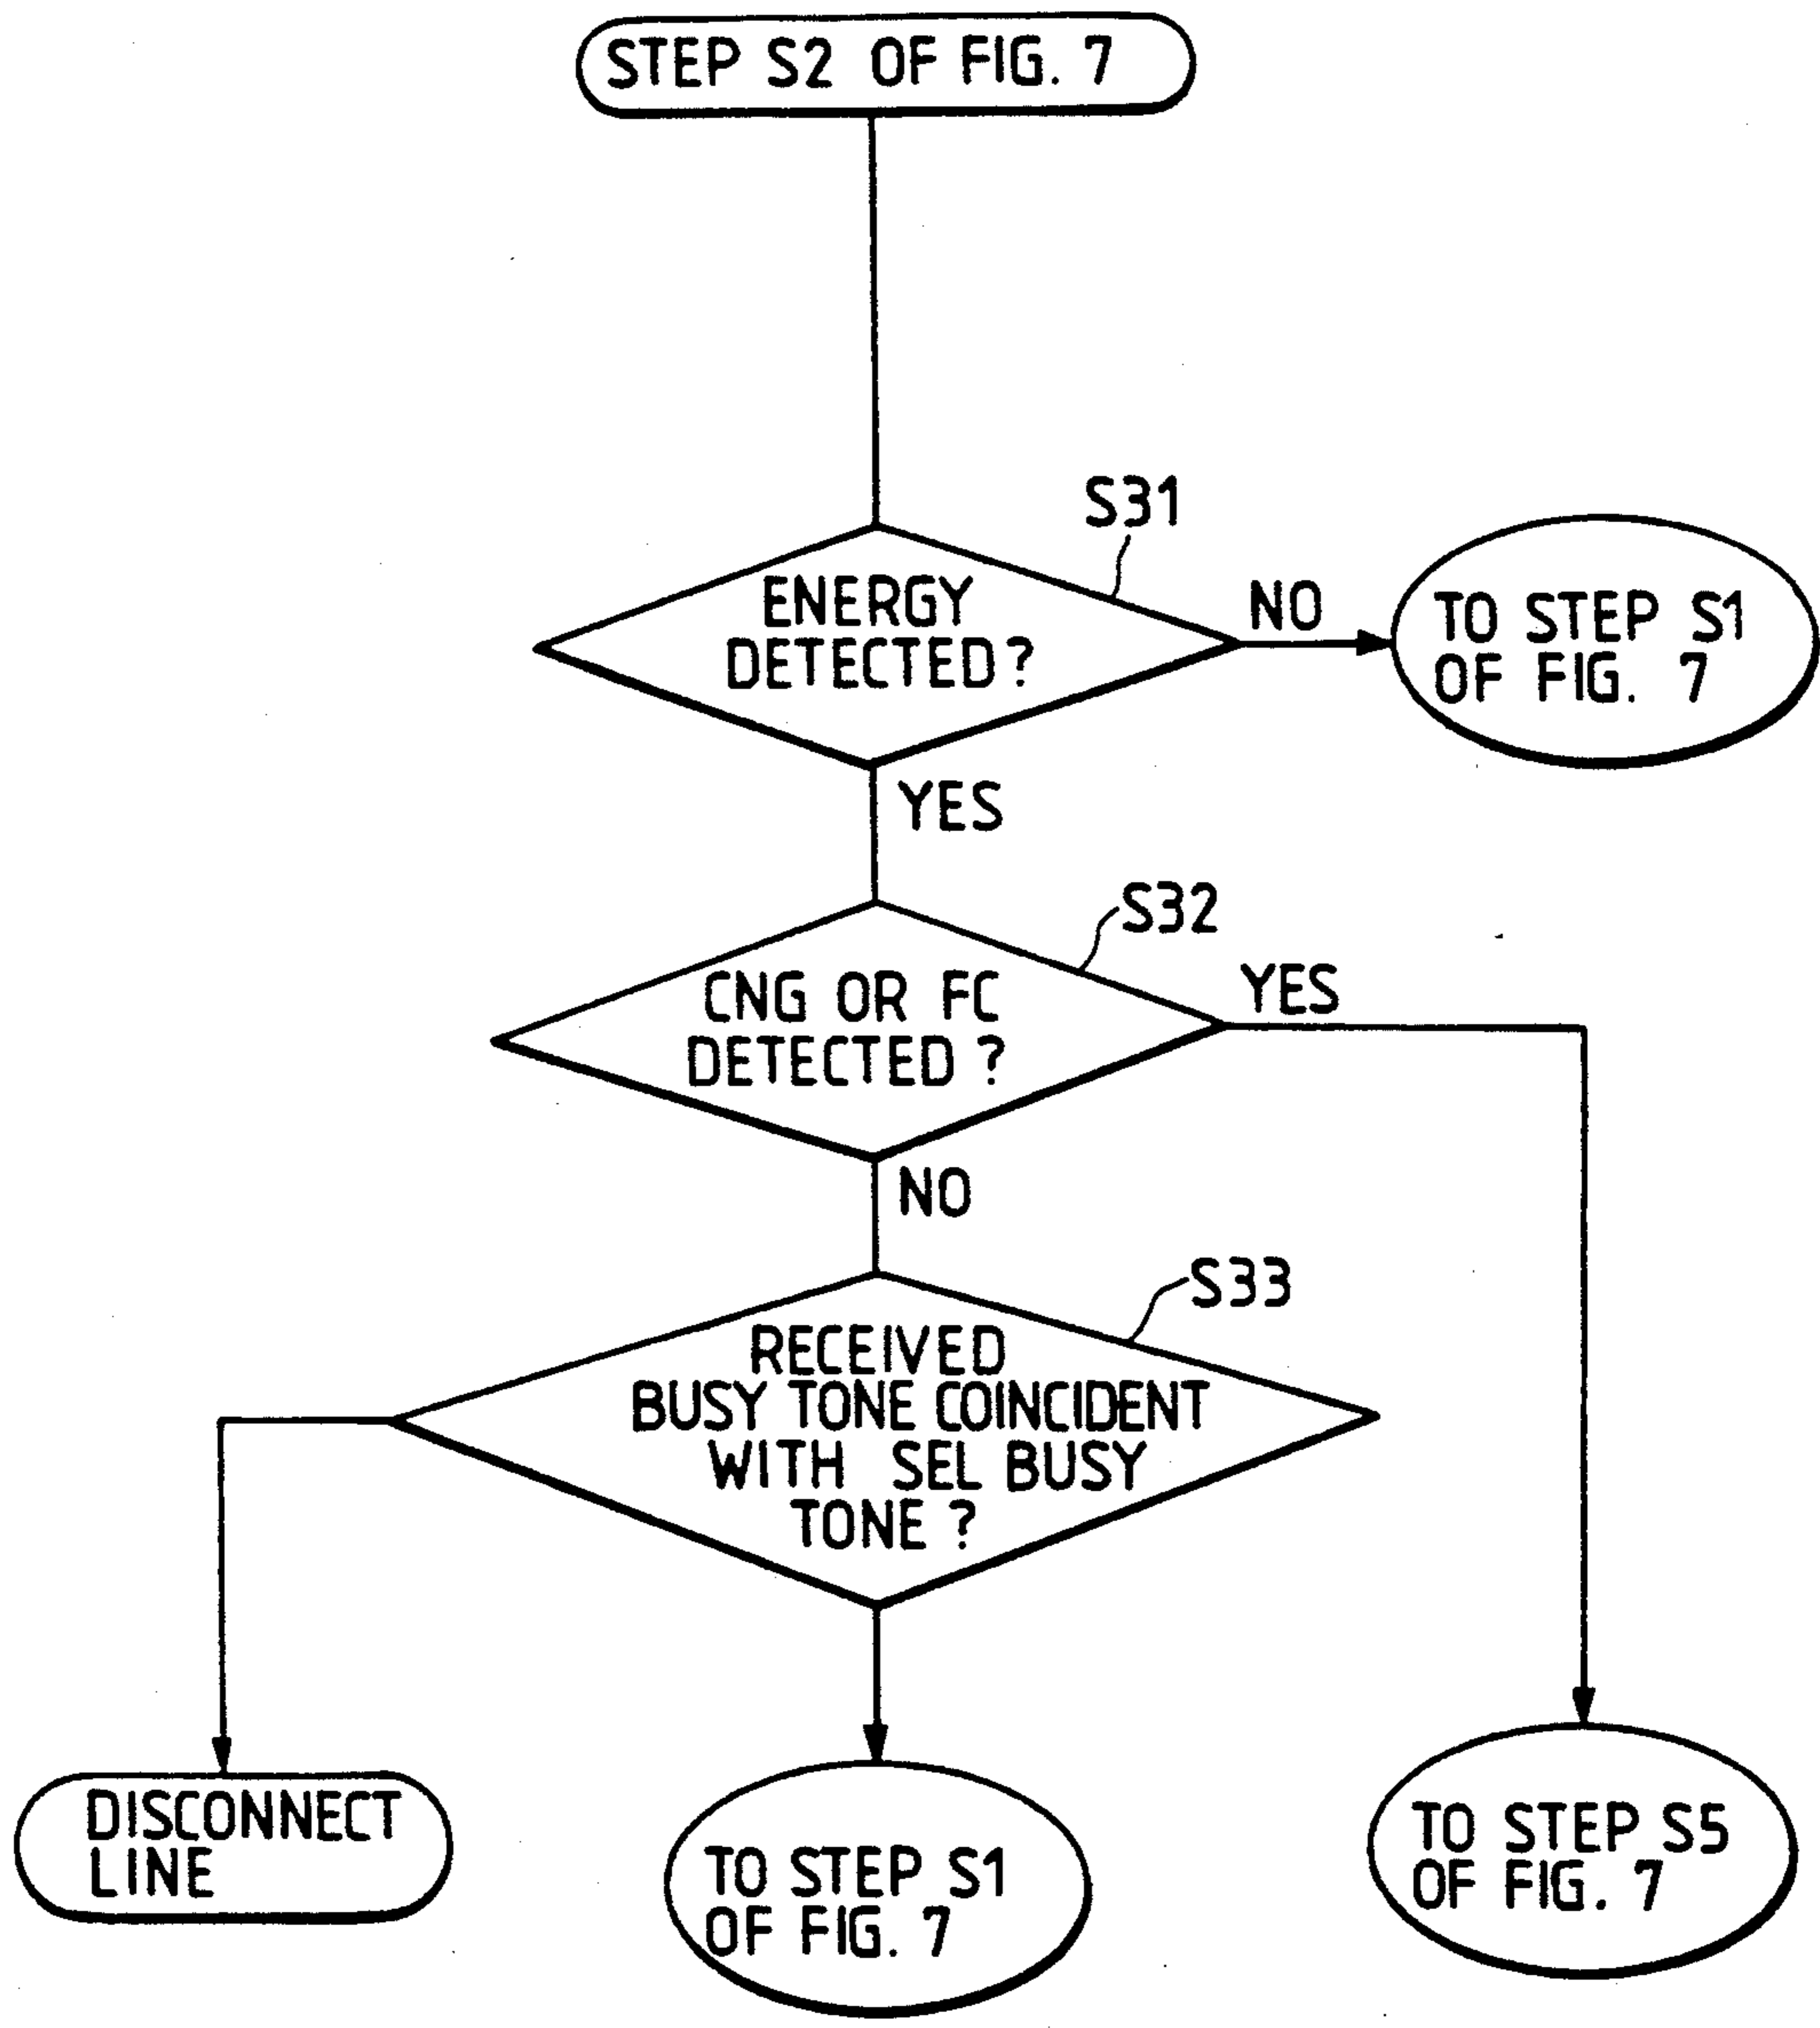 STEP S2 OF FIG. 7
S31
ENERGY
DETECTED?
NO
TO STEP S1
OF FIG. 7
YES
S32
CNG OR FC
DETECTED?
YES
NO
S33
RECEIVED
BUSY TONE COINCIDENT
WITH SEL BUSY
TONE?
DISCONNECT
LINE
TO STEP S1
OF FIG. 7
TO STEP S5
OF FIG. 7